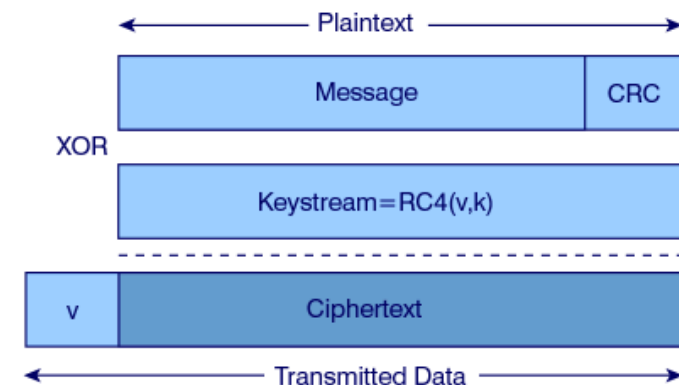 Plaintext
Message CRC
XOR
Keystream=RC4(v,k)
v Ciphertext
Transmitted Data